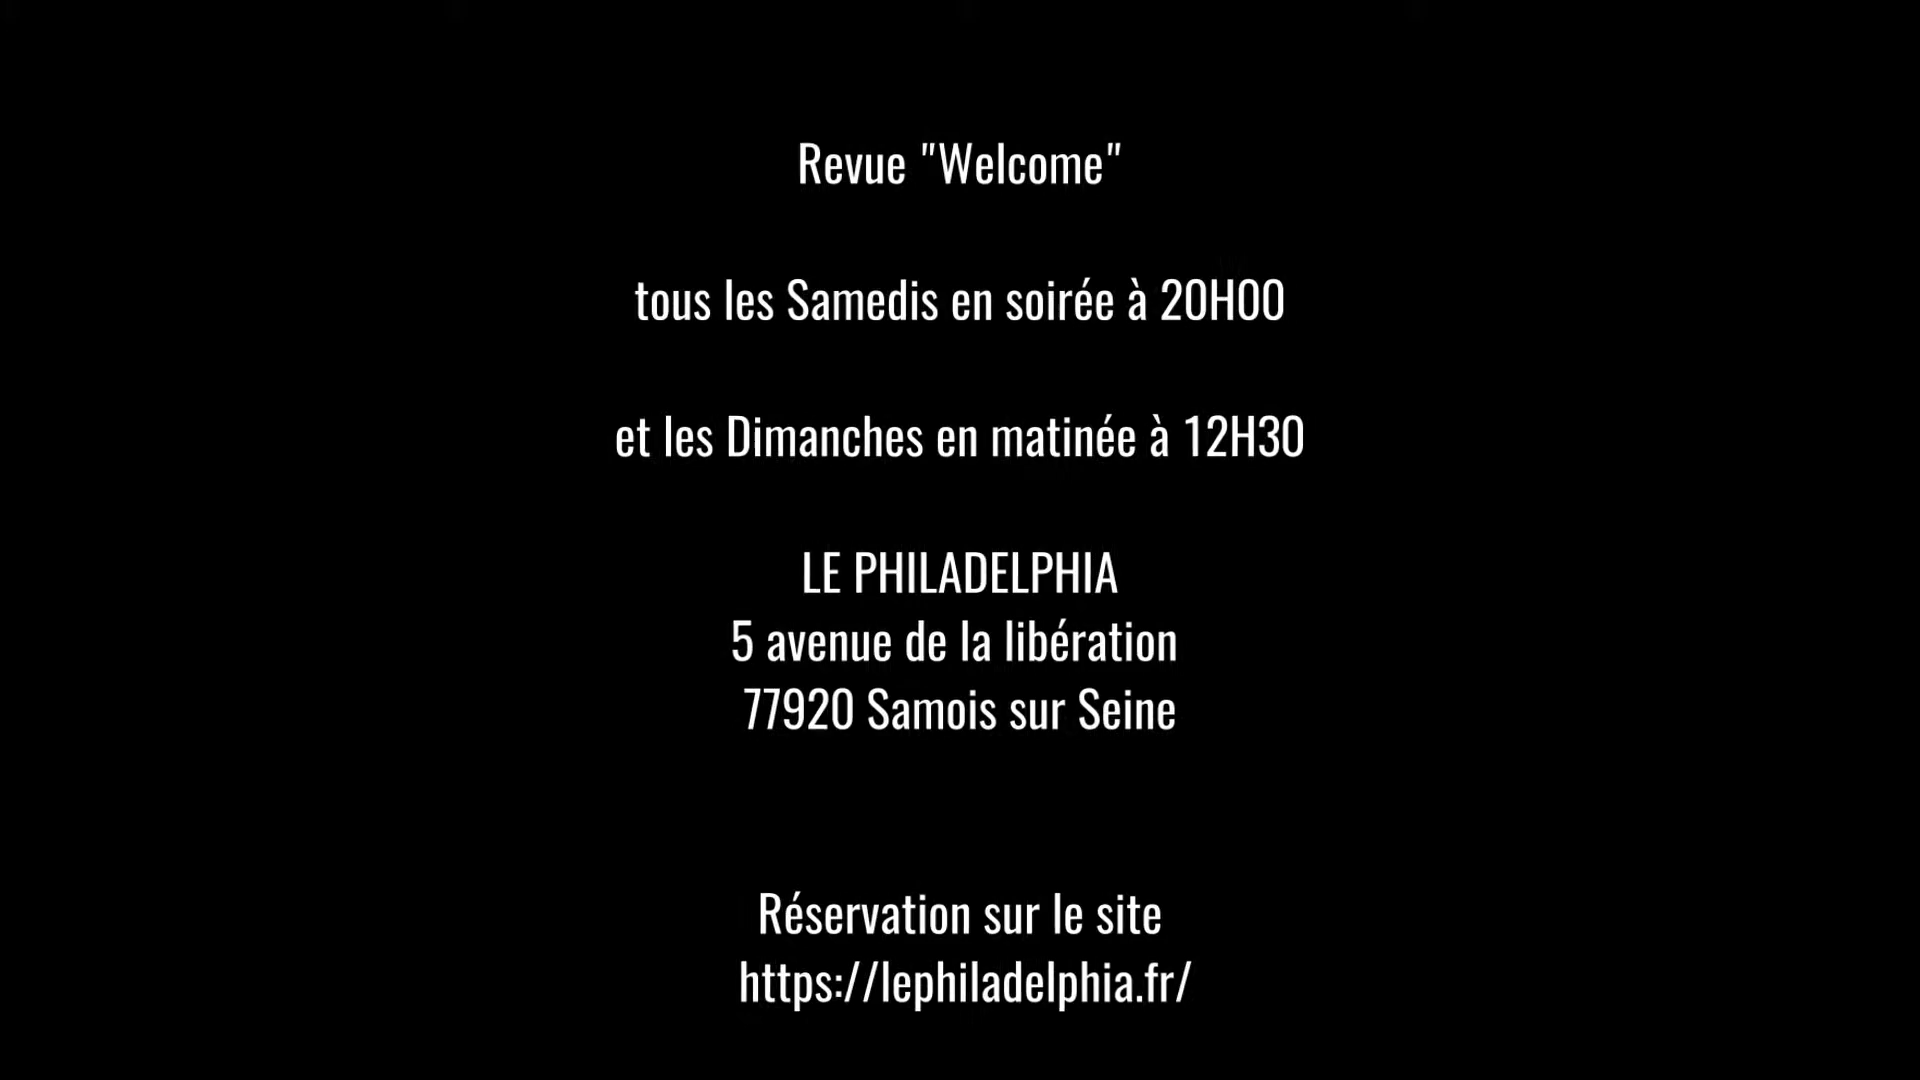 Revue "Welcome"
tous les Samedis en soirée à 20H00
et les Dimanches en matinée à 12H30
LE PHILADELPHIA
5 avenue de la libération
77920 Samois sur Seine
Réservation sur le site
https://lephiladelphia.fr/